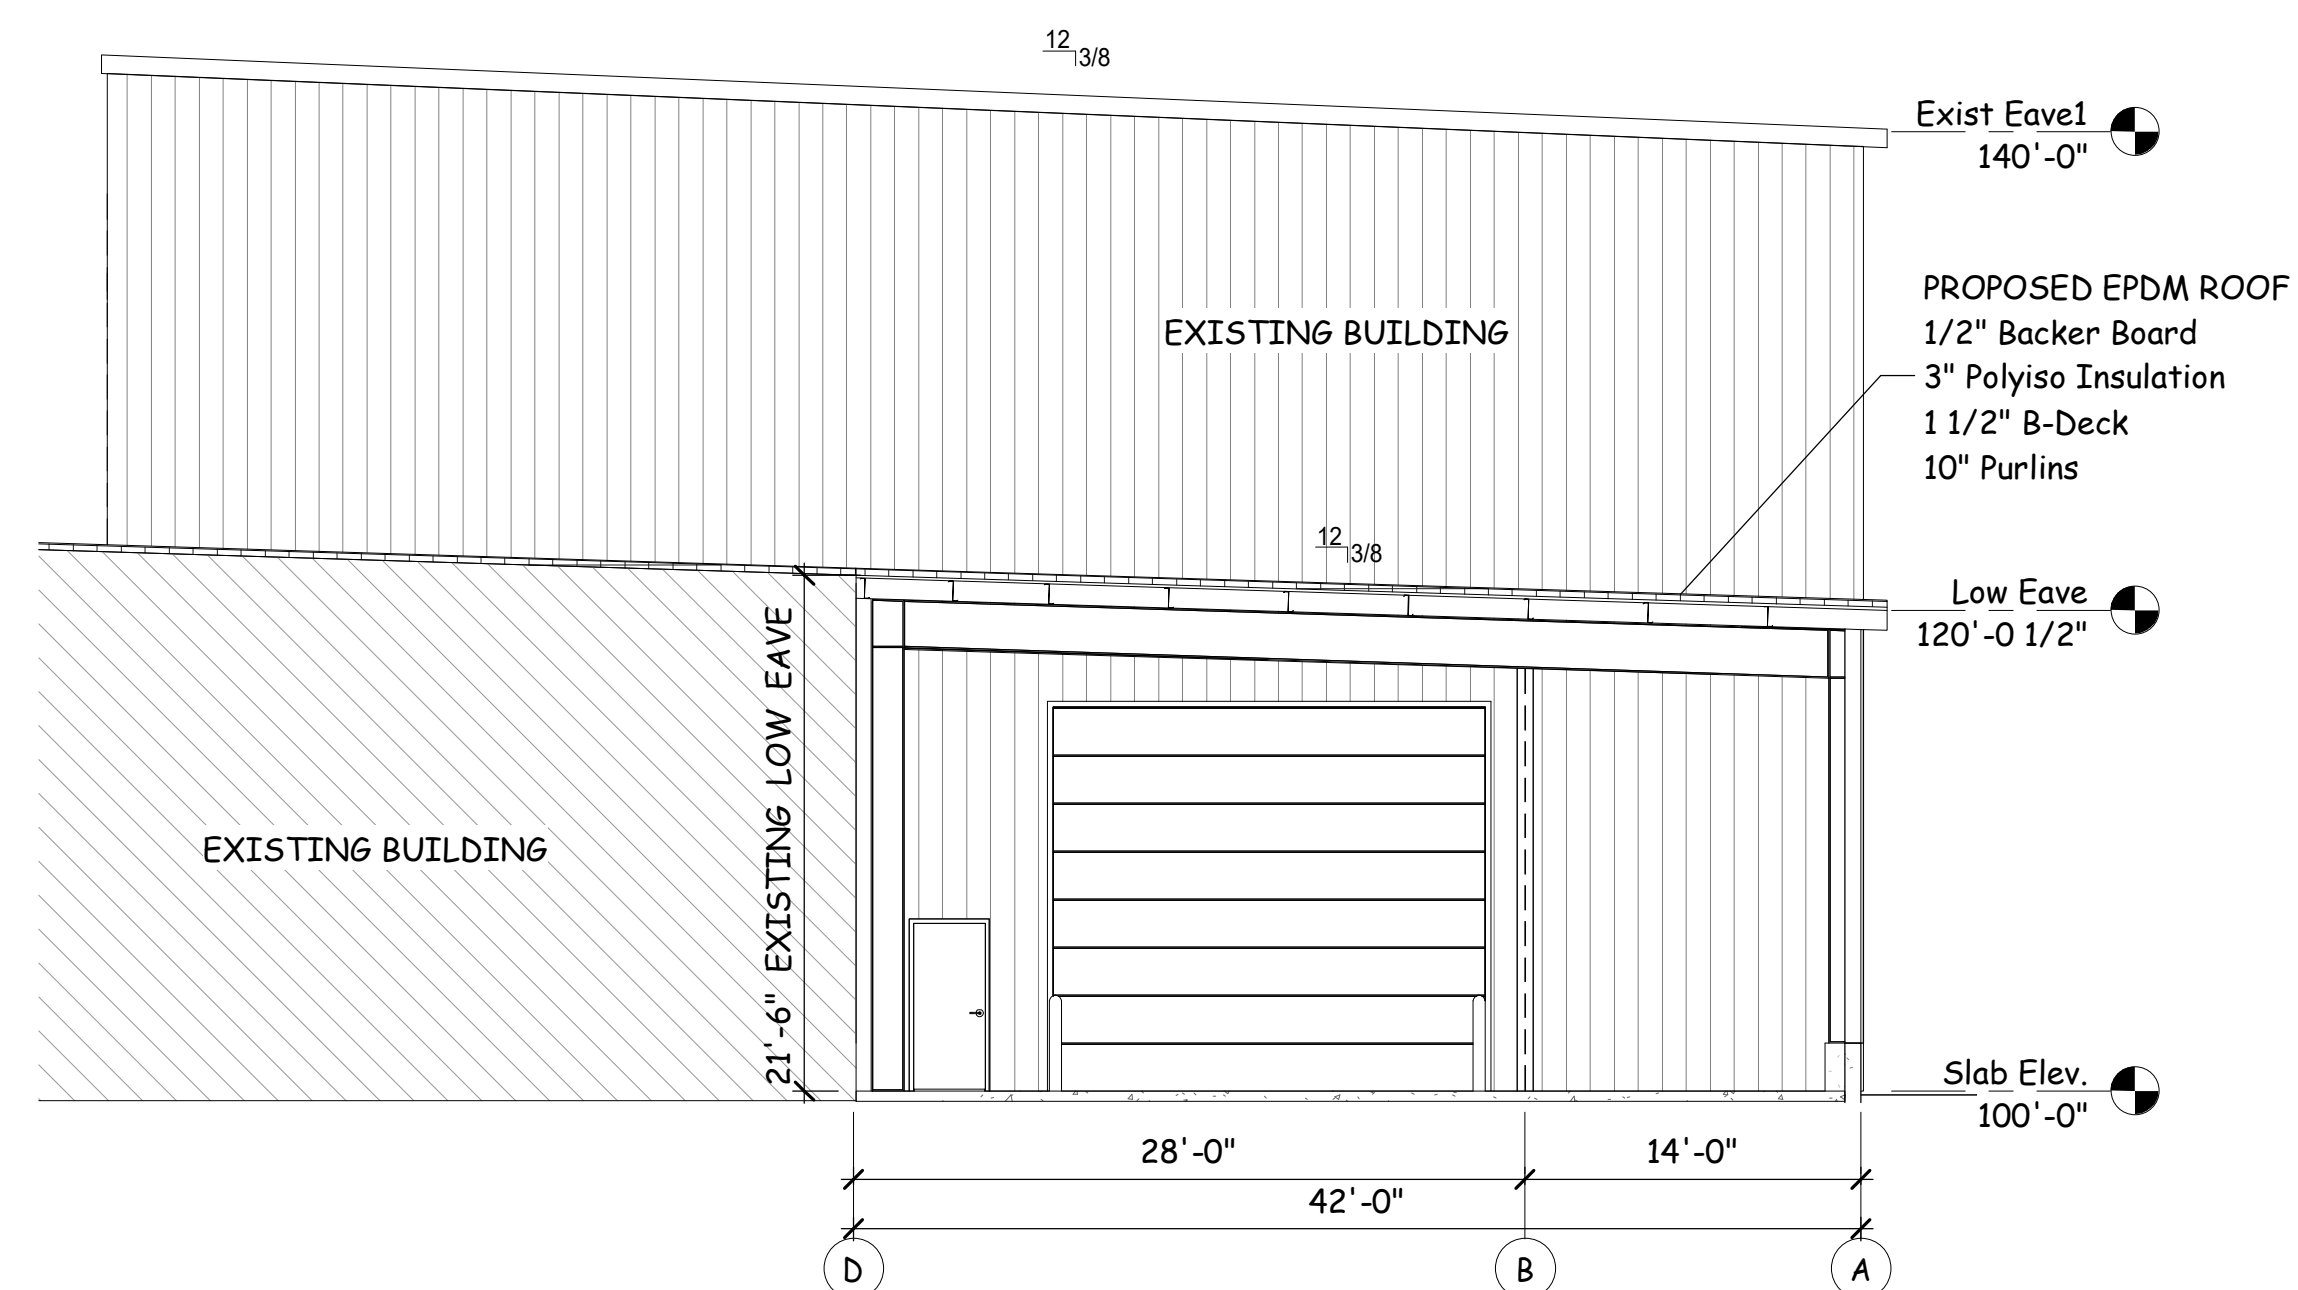 12
3/8
Exist Eave1
140'-0"
PROPOSED EPDM ROOF
1/2" Backer Board
3" Polyiso Insulation
1 1/2" B-Deck
10" Purlins
EXISTING BUILDING
12
3/8
Low Eave
120'-0 1/2"
21'-6" EXISTING LOW EAVE
EXISTING BUILDING
Slab Elev.
100'-0"
28'-0"
14'-0"
42'-0"
D
B
A